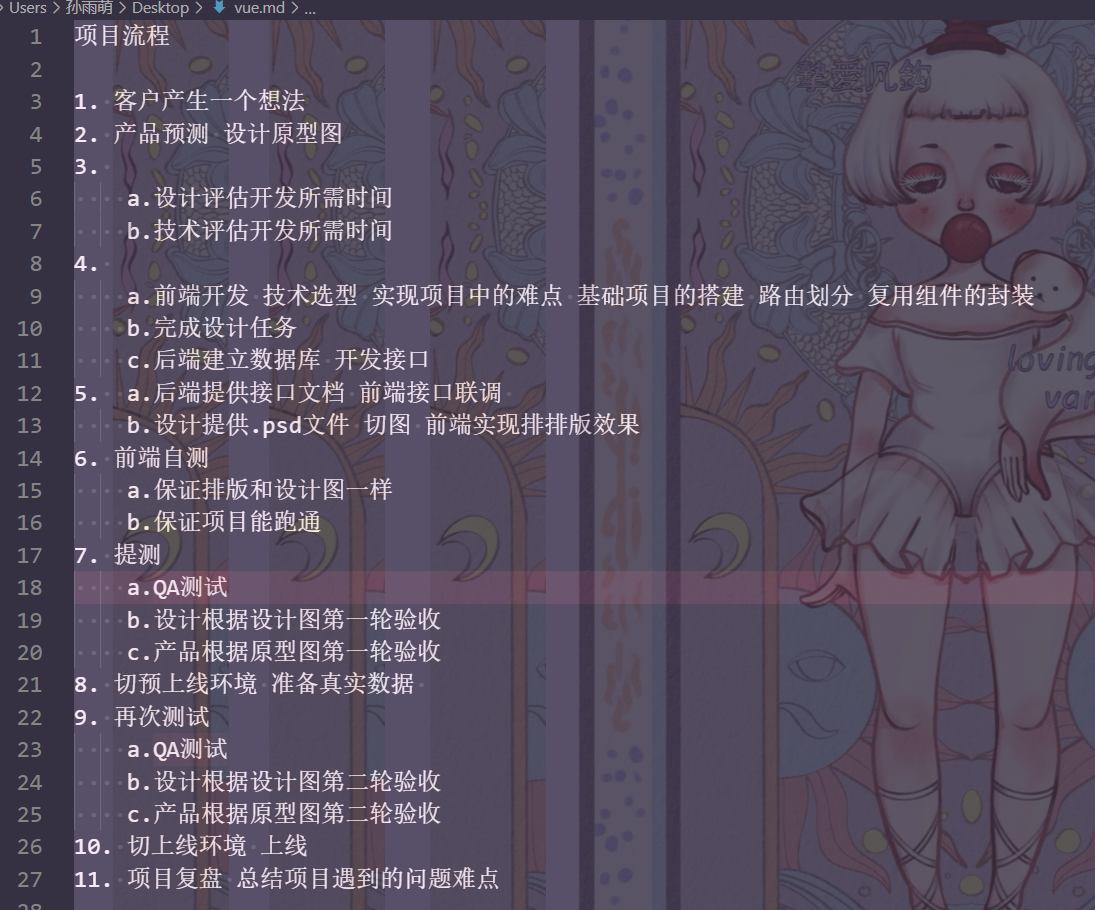 Users > 孙雨萌 > Desktop > vue.md > ...
1 项目流程
2
3 1. 客户产生一个想法
4 2. 产品预测 设计原型图
5 3.
6 a.设计评估开发所需时间
7 b.技术评估开发所需时间
8 4.
9 a.前端开发 技术选型 实现项目中的难点 基础项目的搭建 路由划分 复用组件的封装
10 b.完成设计任务
11 c.后端建立数据库 开发接口
12 5. a.后端提供接口文档 前端接口联调
13 b.设计提供.psd文件 切图 前端实现排排版效果
14 6. 前端自测
15 a.保证排版和设计图一样
16 b.保证项目能跑通
17 7. 提测
18 a.QA测试
19 b.设计根据设计图第一轮验收
20 c.产品根据原型图第一轮验收
21 8. 切预上线环境 准备真实数据
22 9. 再次测试
23 a.QA测试
24 b.设计根据设计图第二轮验收
25 c.产品根据原型图第二轮验收
26 10. 切上线环境 上线
27 11. 项目复盘 总结项目遇到的问题难点
28
loving